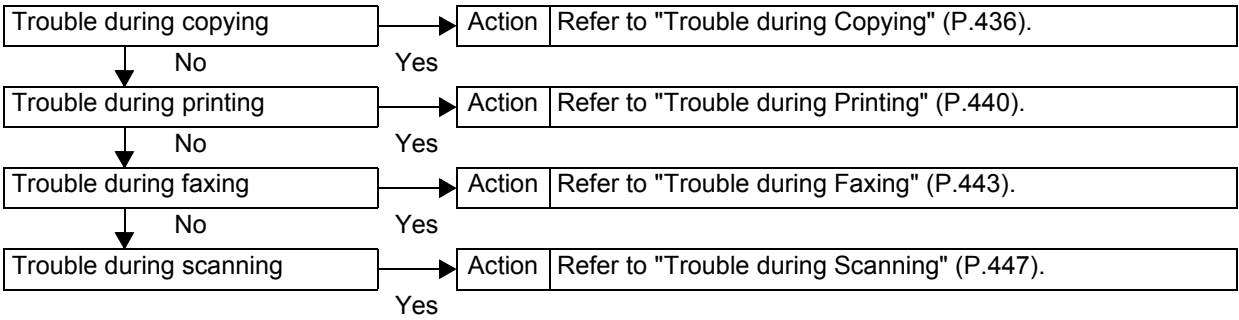 Trouble during copying Action Refer to "Trouble during Copying" (P.436).
No Yes
Trouble during printing Action Refer to "Trouble during Printing" (P.440).
No Yes
Trouble during faxing Action Refer to "Trouble during Faxing" (P.443).
No Yes
Trouble during scanning Action Refer to "Trouble during Scanning" (P.447).
Yes